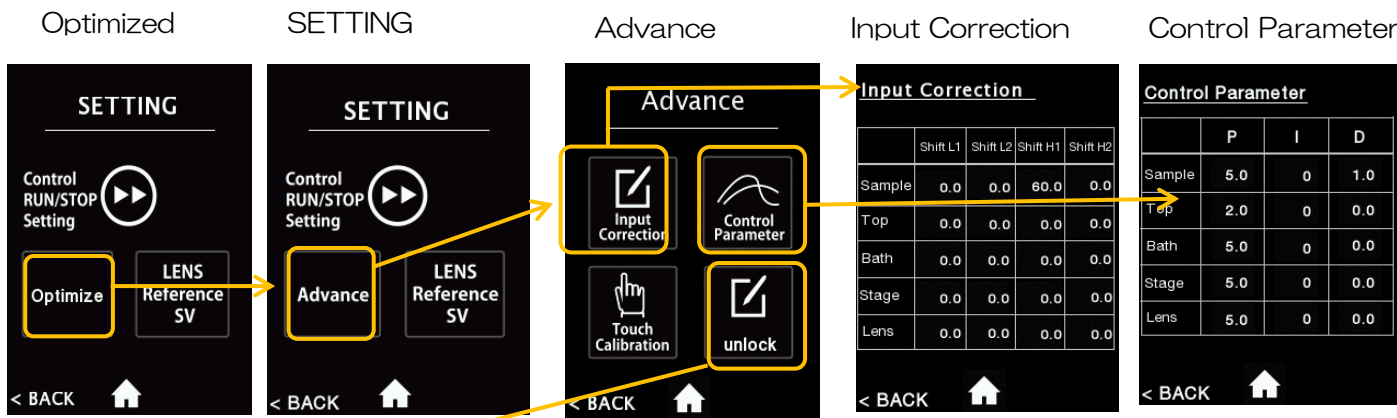 Optimized
SETTING
Advance
Input Correction
Control Parameter
SETTING
Control
RUN/STOP
Setting
Optimize
LENS
Reference
SV
< BACK
SETTING
Control
RUN/STOP
Setting
Advance
LENS
Reference
SV
< BACK
Advance
Input
Correction
Control
Parameter
Touch
Calibration
unlock
< BACK
Input Correction
Shift L1 Shift L2 Shift H1 Shift H2
Sample 0.0 0.0 60.0 0.0
Top 0.0 0.0 0.0 0.0
Bath 0.0 0.0 0.0 0.0
Stage 0.0 0.0 0.0 0.0
Lens 0.0 0.0 0.0 0.0
< BACK
Control Parameter
P I D
Sample 5.0 0 1.0
Top 2.0 0 0.0
Bath 5.0 0 0.0
Stage 5.0 0 0.0
Lens 5.0 0 0.0
< BACK